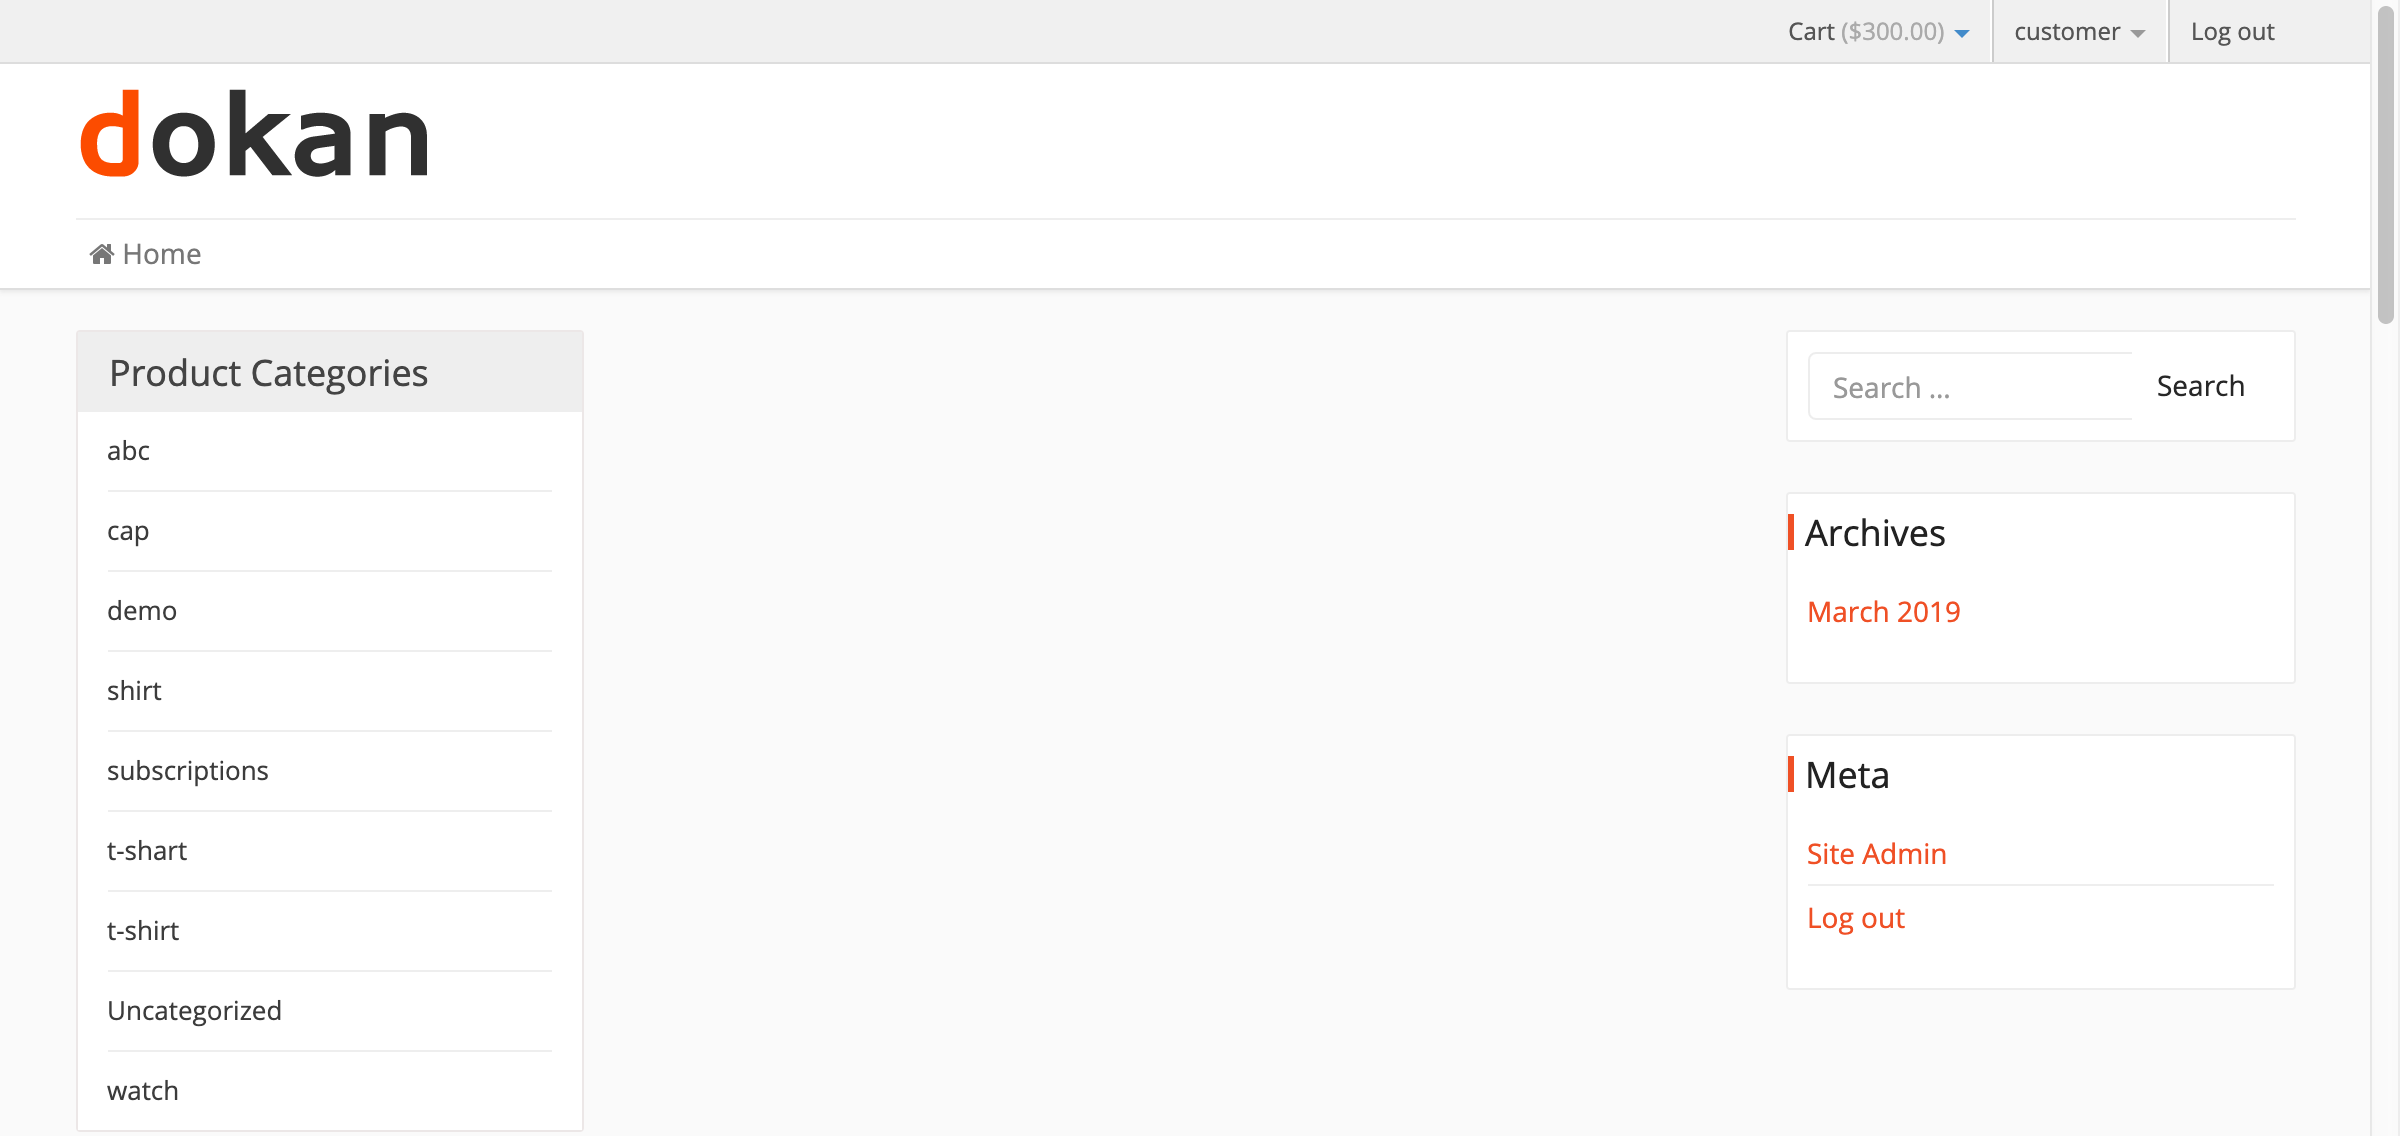 Cart ($300.00)
customer
Log out
dokan
Home
Product Categories
abc
cap
demo
shirt
subscriptions
t-shart
t-shirt
Uncategorized
watch
Search ...
Search
Archives
March 2019
Meta
Site Admin
Log out